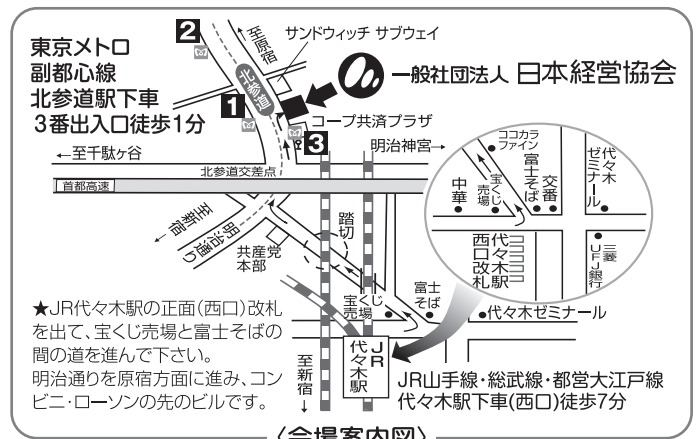 東京メトロ
副都心線
北参道駅下車
3番出入口徒歩1分
2
至原宿
サンドウィッチ サブウェイ
北参道
一般社団法人 日本経営協会
1
コープ共済プラザ
3
←至千駄ヶ谷
明治神宮→
北参道交差点
首都高速
至新宿
明治通り
共産党
本部
踏切
ココカラ
ファイン
代々木
ゼミナール
中華
宝くじ
売場
富士そば
交番
代々木駅
西口改札
三菱
UFJ銀行
宝くじ
売場
富士
そば
代々木ゼミナール
★JR代々木駅の正面(西口)改札
を出て、宝くじ売場と富士そばの
間の道を進んで下さい。
明治通りを原宿方面に進み、コン
ビニ・ローソンの先のビルです。
至新宿↓
JR
代々木駅
JR山手線・総武線・都営大江戸線
代々木駅下車(西口)徒歩7分
〈会場案内図〉